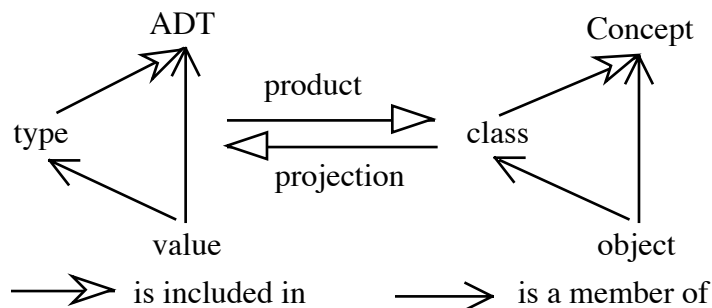 ADT
Concept
product
type
class
projection
value
object
is included in
is a member of